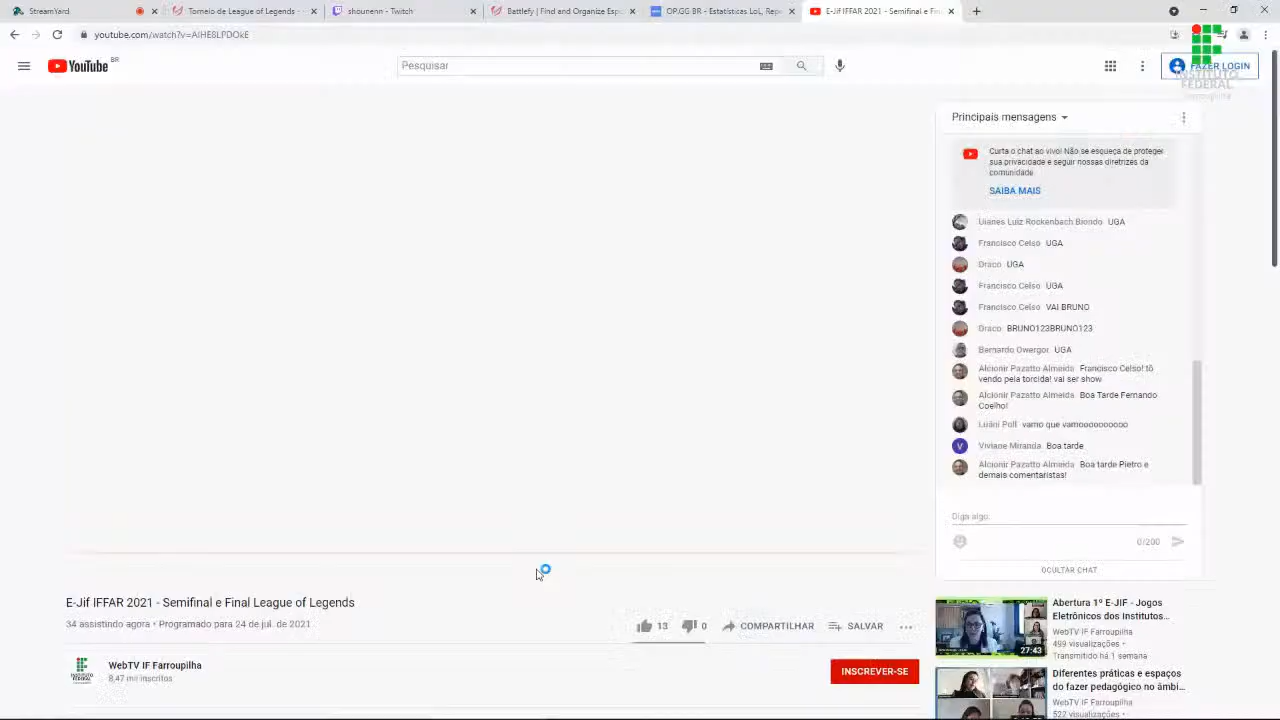 StreamYard
Torneio de League of Legends -
shounenn - Twitch
Battlefy | Find and Organize Esp
OP.GG BR - Estatísticas LoL, Rep
E-Jif IFFAR 2021 - Semifinal e Fin
youtube.com/watch?v=AIHE8LPDOkE
YouTube BR
Pesquisar
FAZER LOGIN
INSTITUTO
FEDERAL
Farroupilha
Principais mensagens
Curta o chat ao vivo! Não se esqueça de proteger
sua privacidade e seguir nossas diretrizes da
comunidade.
SAIBA MAIS
Uianes Luiz Rockenbach Biondo UGA
Francisco Celso UGA
Draco UGA
Francisco Celso UGA
Francisco Celso VAI BRUNO
Draco BRUNO123BRUNO123
Bernardo Owergor UGA
Alcionir Pazatto Almeida Francisco Celso! tô
vendo pela torcida! vai ser show
Alcionir Pazatto Almeida Boa Tarde Fernando
Coelho!
Luâni Poll vamo que vamooooooooo
V
Viviane Miranda Boa tarde
Alcionir Pazatto Almeida Boa tarde Pietro e
demais comentaristas!
Diga algo...
0/200
OCULTAR CHAT
E-Jif IFFAR 2021 - Semifinal e Final League of Legends
34 assistindo agora • Programado para 24 de jul. de 2021
13
0
COMPARTILHAR
SALVAR
WebTV IF Farroupilha
8,47 mil inscritos
INSCREVER-SE
27:43
Abertura 1º E-JIF - Jogos
Eletrônicos dos Institutos...
WebTV IF Farroupilha
499 visualizações •
Transmitido há 1 semana
Diferentes práticas e espaços
do fazer pedagógico no âmbi...
WebTV IF Farroupilha
522 visualizações •